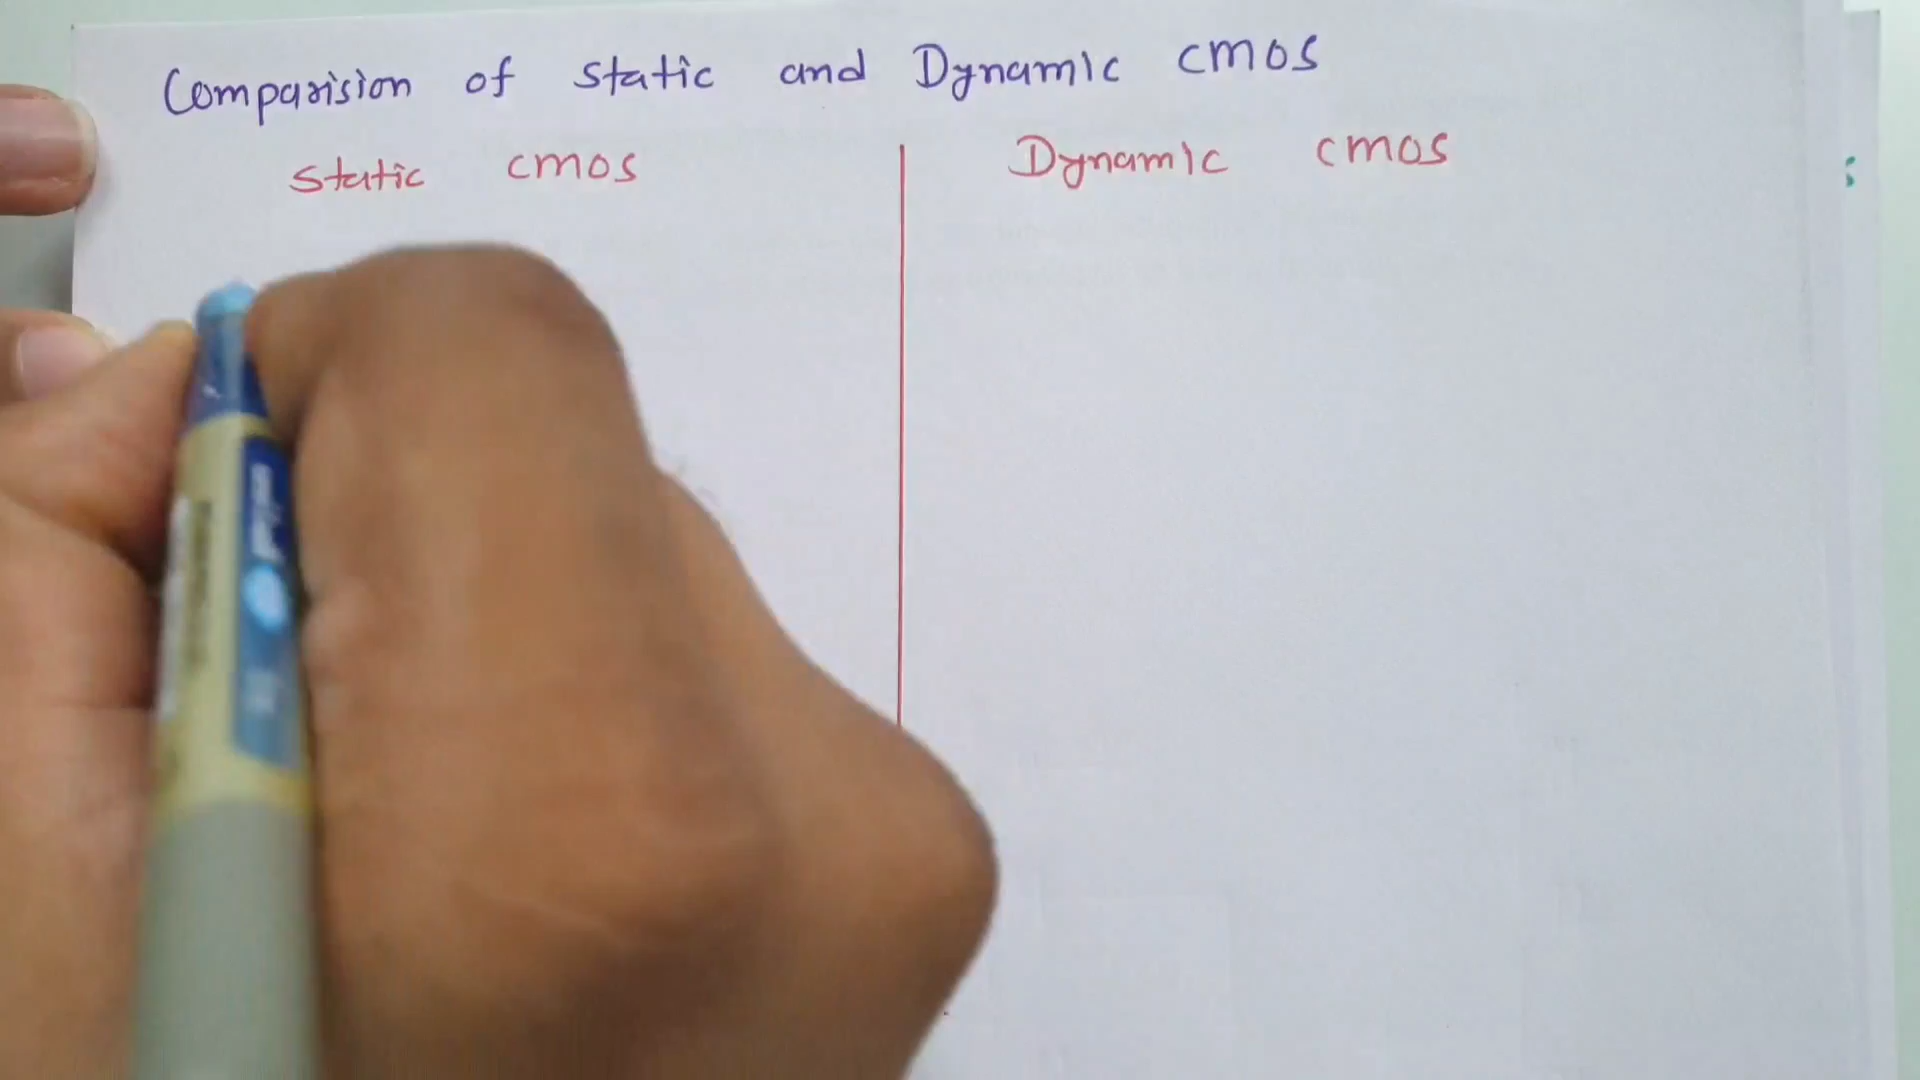 Comparision of static and Dynamic CMOS
static CMOS
Dynamic CMOS